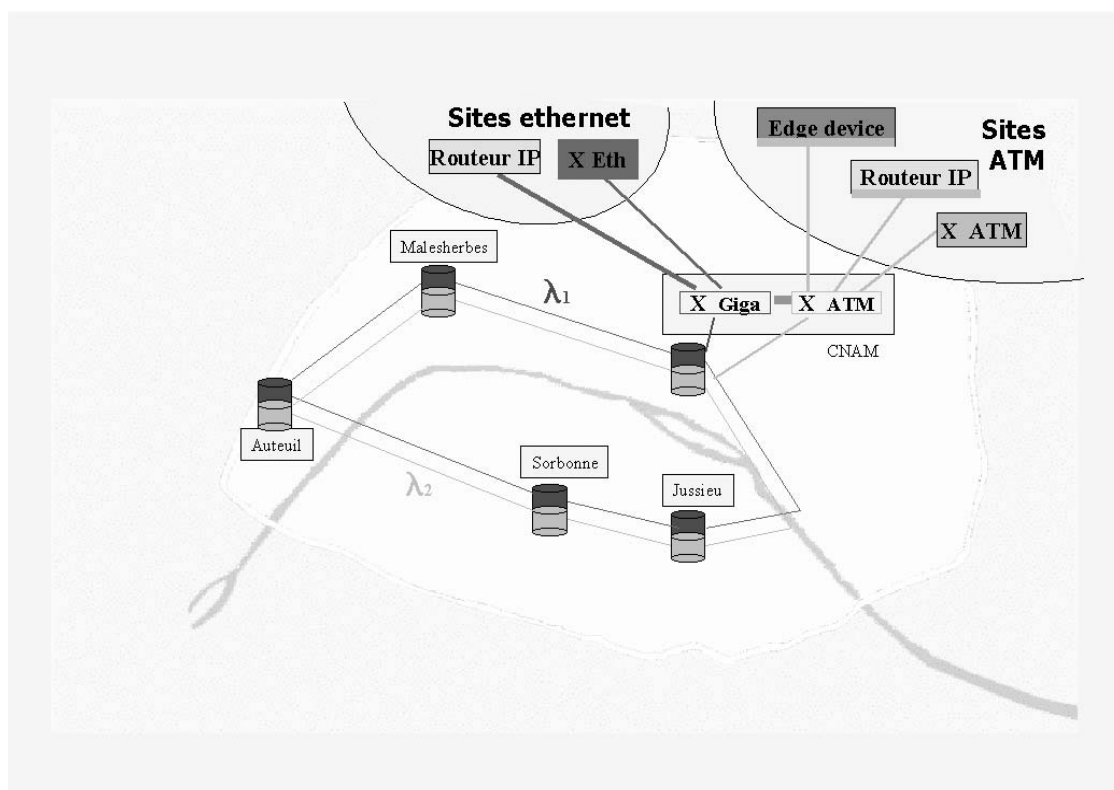 Sites ethernet
Routeur IP
X Eth
Edge device
Sites
ATM
Routeur IP
X ATM
Malesherbes
λ1
X Giga
X ATM
CNAM
Auteuil
λ2
Sorbonne
Jussieu